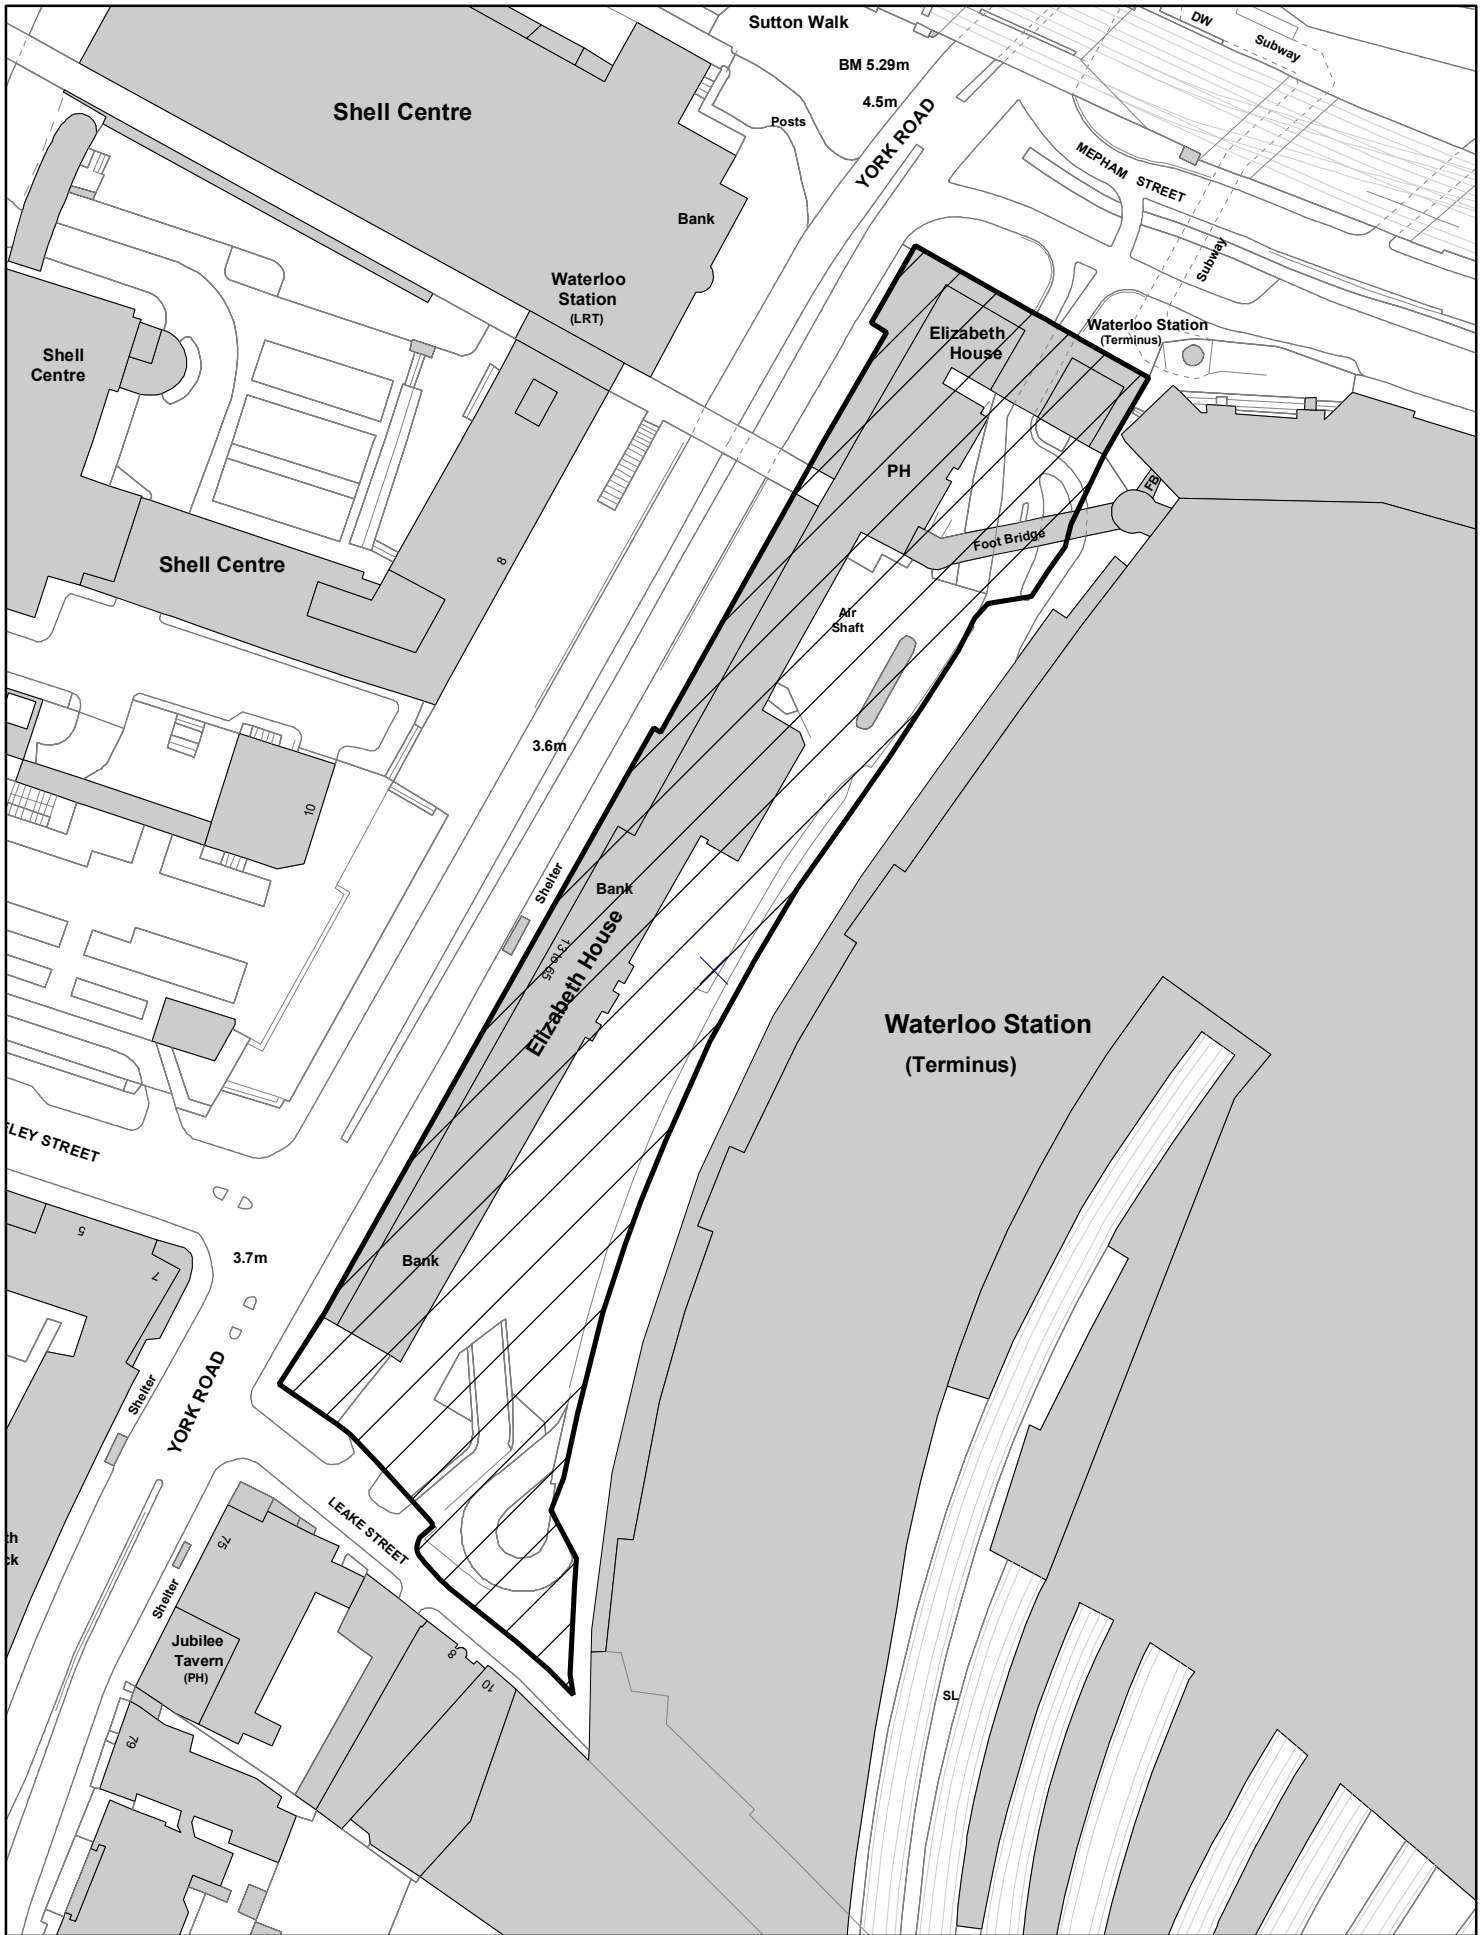 Sutton Walk
DW
Subway
BM 5.29m
4.5m
Shell Centre
Posts
YORK ROAD
MEPHAM STREET
Bank
Subway
Waterloo
Station
(LRT)
Elizabeth
House
Waterloo Station
(Terminus)
Shell
Centre
PH
FB
Foot Bridge
Shell Centre
8
Air
Shaft
3.6m
10
Shelter
Bank
13 to 65
Elizabeth House
Waterloo Station
(Terminus)
ELEY STREET
5
7
3.7m
Bank
Shelter
YORK ROAD
LEAKE STREET
75
th
ck
Shelter
Jubilee
Tavern
(PH)
8
10
SL
79